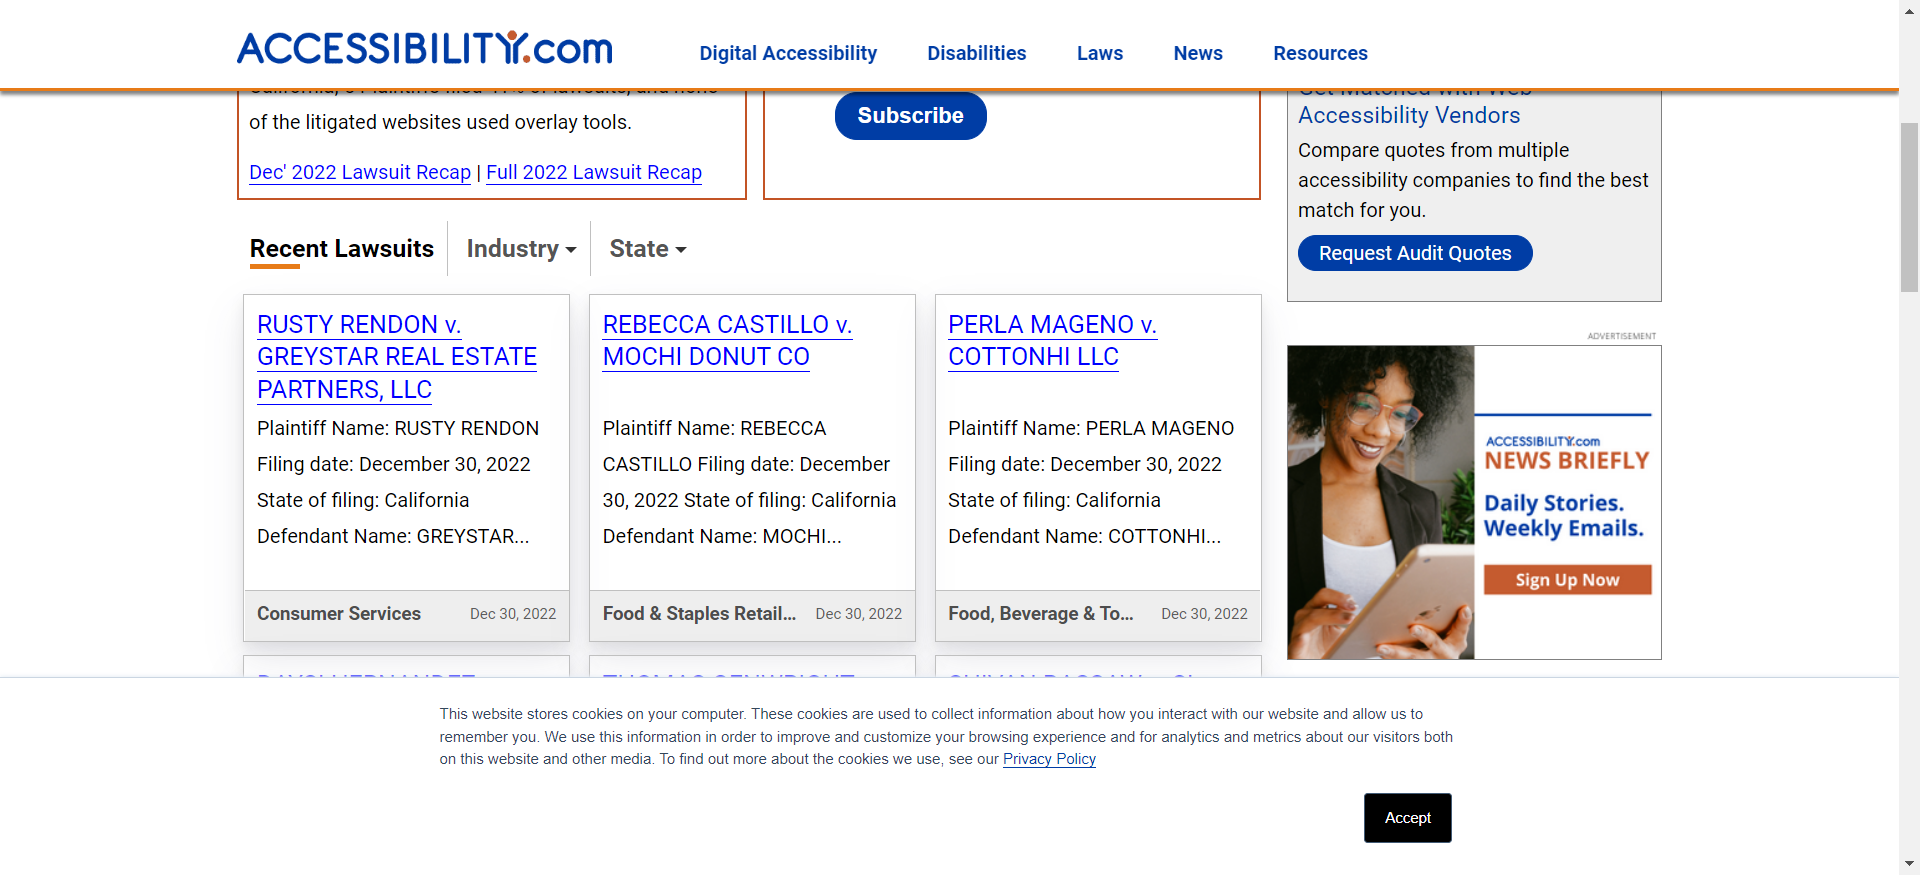 ACCESSIBILITY.com
Digital Accessibility
Disabilities
Laws
News
Resources
of the litigated websites used overlay tools.
Dec' 2022 Lawsuit Recap | Full 2022 Lawsuit Recap
Subscribe
Get Matched with Web
Accessibility Vendors
Compare quotes from multiple
accessibility companies to find the best
match for you.
Request Audit Quotes
Recent Lawsuits
Industry
State
RUSTY RENDON v.
GREYSTAR REAL ESTATE
PARTNERS, LLC
Plaintiff Name: RUSTY RENDON
Filing date: December 30, 2022
State of filing: California
Defendant Name: GREYSTAR...
Consumer Services
Dec 30, 2022
REBECCA CASTILLO v.
MOCHI DONUT CO
Plaintiff Name: REBECCA
CASTILLO Filing date: December
30, 2022 State of filing: California
Defendant Name: MOCHI...
Food & Staples Retail...
Dec 30, 2022
PERLA MAGENO v.
COTTONHI LLC
Plaintiff Name: PERLA MAGENO
Filing date: December 30, 2022
State of filing: California
Defendant Name: COTTONHI...
Food, Beverage & To...
Dec 30, 2022
ADVERTISEMENT
ACCESSIBILITY.com
NEWS BRIEFLY
Daily Stories.
Weekly Emails.
Sign Up Now
This website stores cookies on your computer. These cookies are used to collect information about how you interact with our website and allow us to
remember you. We use this information in order to improve and customize your browsing experience and for analytics and metrics about our visitors both
on this website and other media. To find out more about the cookies we use, see our Privacy Policy
Accept